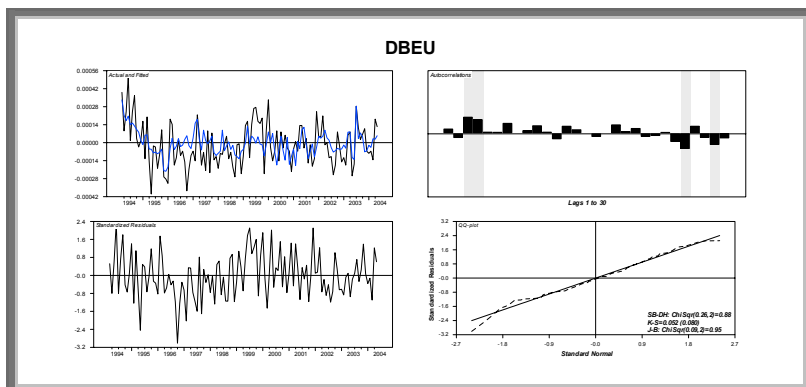 DBEU
Actual and Fitted
0.00056
0.00042
0.00028
0.00014
0.00000
-0.00014
-0.00028
-0.00042
1994 1995 1996 1997 1998 1999 2000 2001 2002 2003 2004
Autocorrelations
Lags 1 to 30
Standardized Residuals
2.4
1.6
0.8
-0.0
-0.8
-1.6
-2.4
-3.2
1994 1995 1996 1997 1998 1999 2000 2001 2002 2003 2004
QQ-plot
Standardized Residuals
3.2
2.4
1.6
0.8
-0.0
-0.8
-1.6
-2.4
-3.2
SB-DH: ChiSqr(0.26,2)=0.88
K-S=0.052 (0.080)
J-B: ChiSqr(0.09,2)=0.95
-2.7 -1.8 -0.9 -0.0 0.9 1.8 2.7
Standard Normal